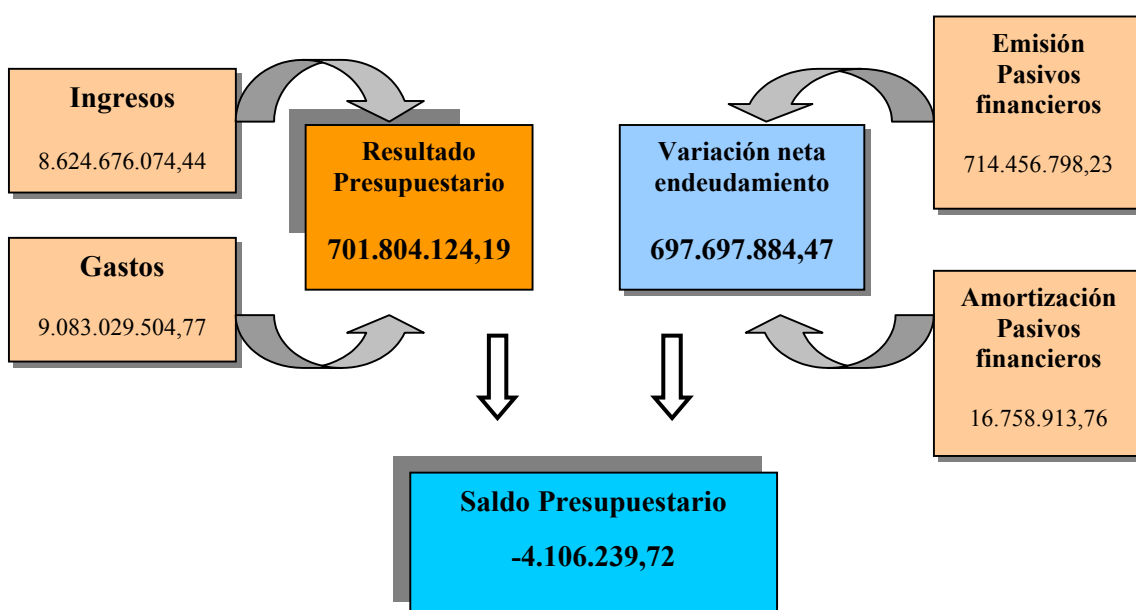 Ingresos
8.624.676.074,44
Gastos
9.083.029.504,77
Resultado
Presupuestario
701.804.124,19
Variación neta
endeudamiento
697.697.884,47
Emisión
Pasivos
financieros
714.456.798,23
Amortización
Pasivos
financieros
16.758.913,76
Saldo Presupuestario
-4.106.239,72